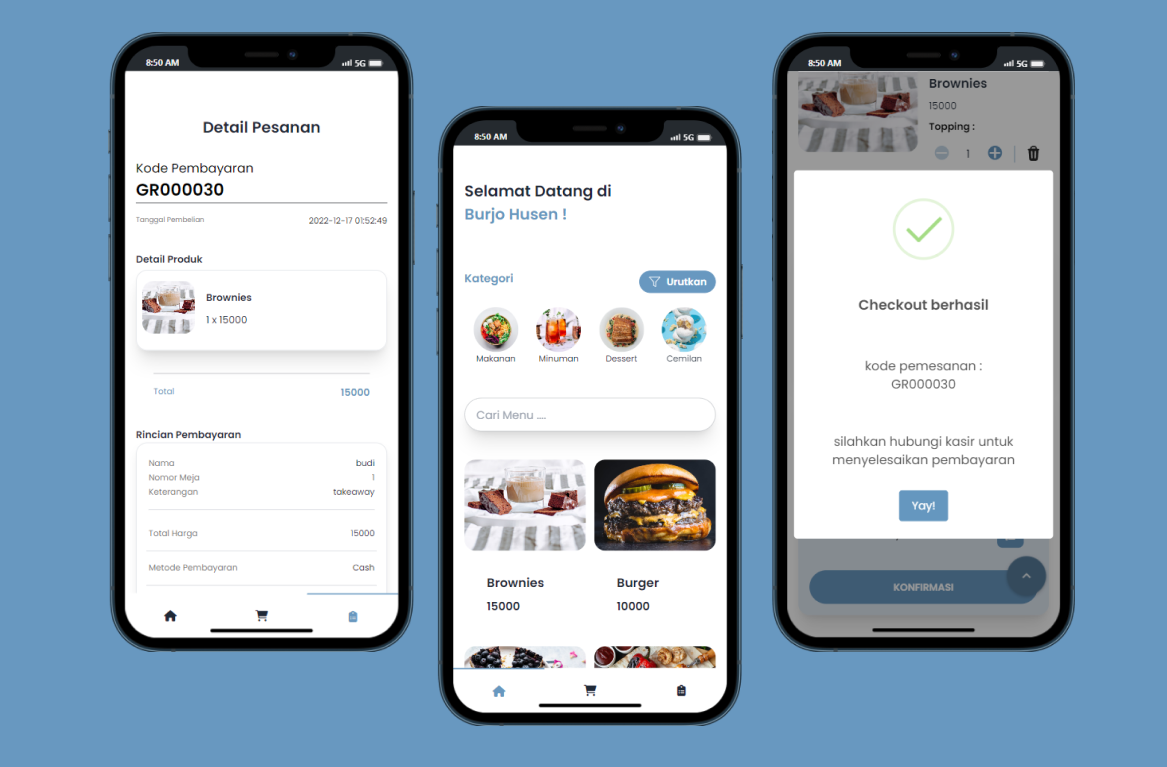 8:50 AM
5G
Detail Pesanan
Kode Pembayaran
GR000030
Tanggal Pembelian
2022-12-17 01:52:49
Detail Produk
Brownies
1 x 15000
Total
15000
Rincian Pembayaran
Nama
budi
Nomor Meja
1
Keterangan
takeaway
Total Harga
15000
Metode Pembayaran
Cash
8:50 AM
5G
Selamat Datang di
Burjo Husen !
Kategori
Urutkan
Makanan
Minuman
Dessert
Cemilan
Cari Menu ....
Brownies
Burger
15000
10000
8:50 AM
5G
Brownies
15000
Topping :
1
Checkout berhasil
kode pemesanan :
GR000030
silahkan hubungi kasir untuk
menyelesaikan pembayaran
Yay!
KONFIRMASI